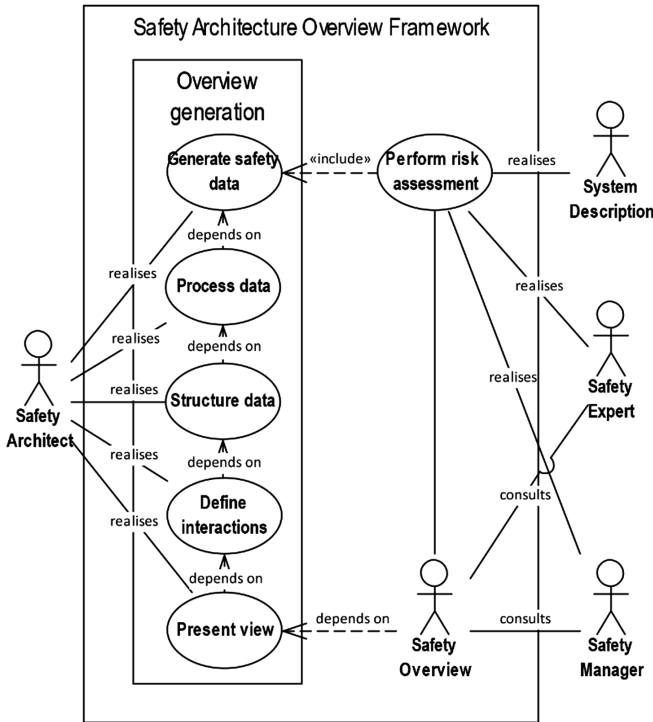 Safety Architecture Overview Framework
Overview
generation
Generate safety
data
«include»
Perform risk
assessment
realises
System
Description
depends on
realises
Process data
realises
realises
depends on
Safety
Architect
realises
Structure data
realises
Safety
Expert
depends on
realises
Define
interactions
consults
realises
depends on
Present view
depends on
Safety
Overview
consults
Safety
Manager